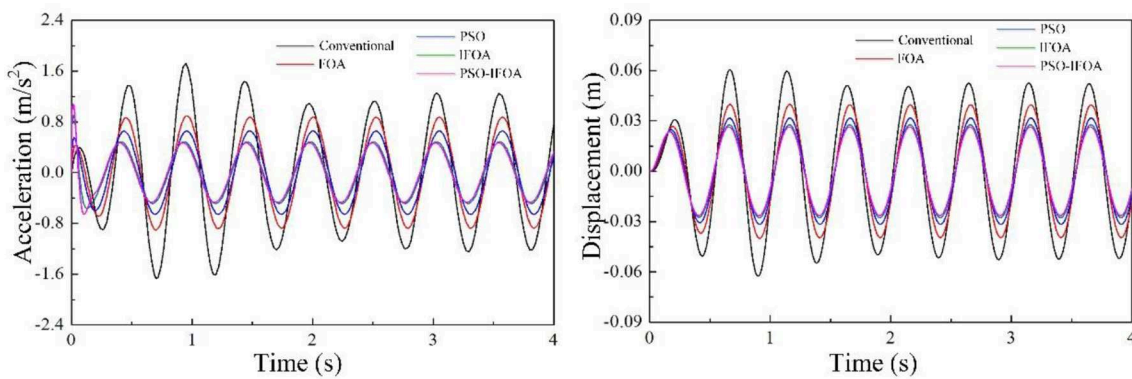 2.4
1.6
0.8
0.0
-0.8
-1.6
-2.4
Acceleration (m/s²)
Conventional
FOA
PSO
IFOA
PSO-IFOA
0 1 2 3 4
Time (s)
0.09
0.06
0.03
0.00
-0.03
-0.06
-0.09
Displacement (m)
Conventional
FOA
PSO
IFOA
PSO-IFOA
0 1 2 3 4
Time (s)